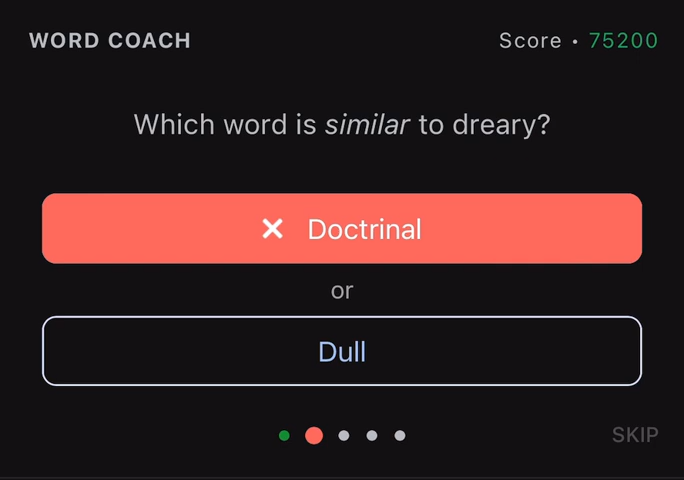 WORD COACH
Score • 75200
Which word is similar to dreary?
✕ Doctrinal
or
Dull
SKIP